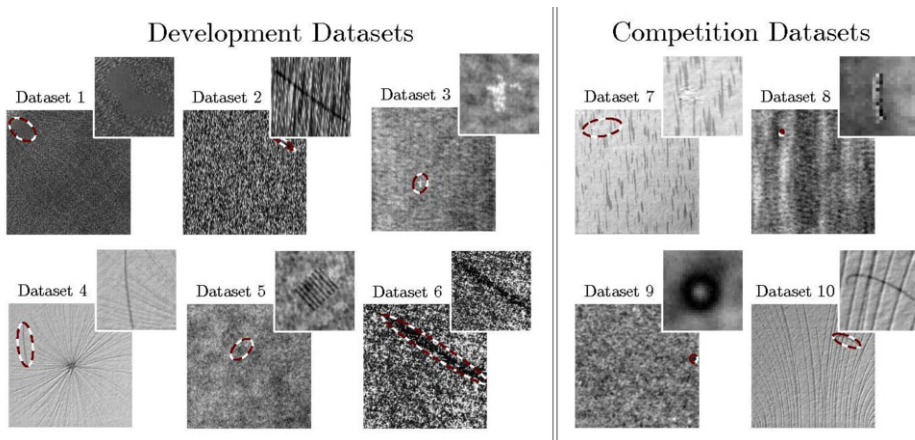 Development Datasets
Competition Datasets
Dataset 1
Dataset 2
Dataset 3
Dataset 7
Dataset 8
Dataset 4
Dataset 5
Dataset 6
Dataset 9
Dataset 10